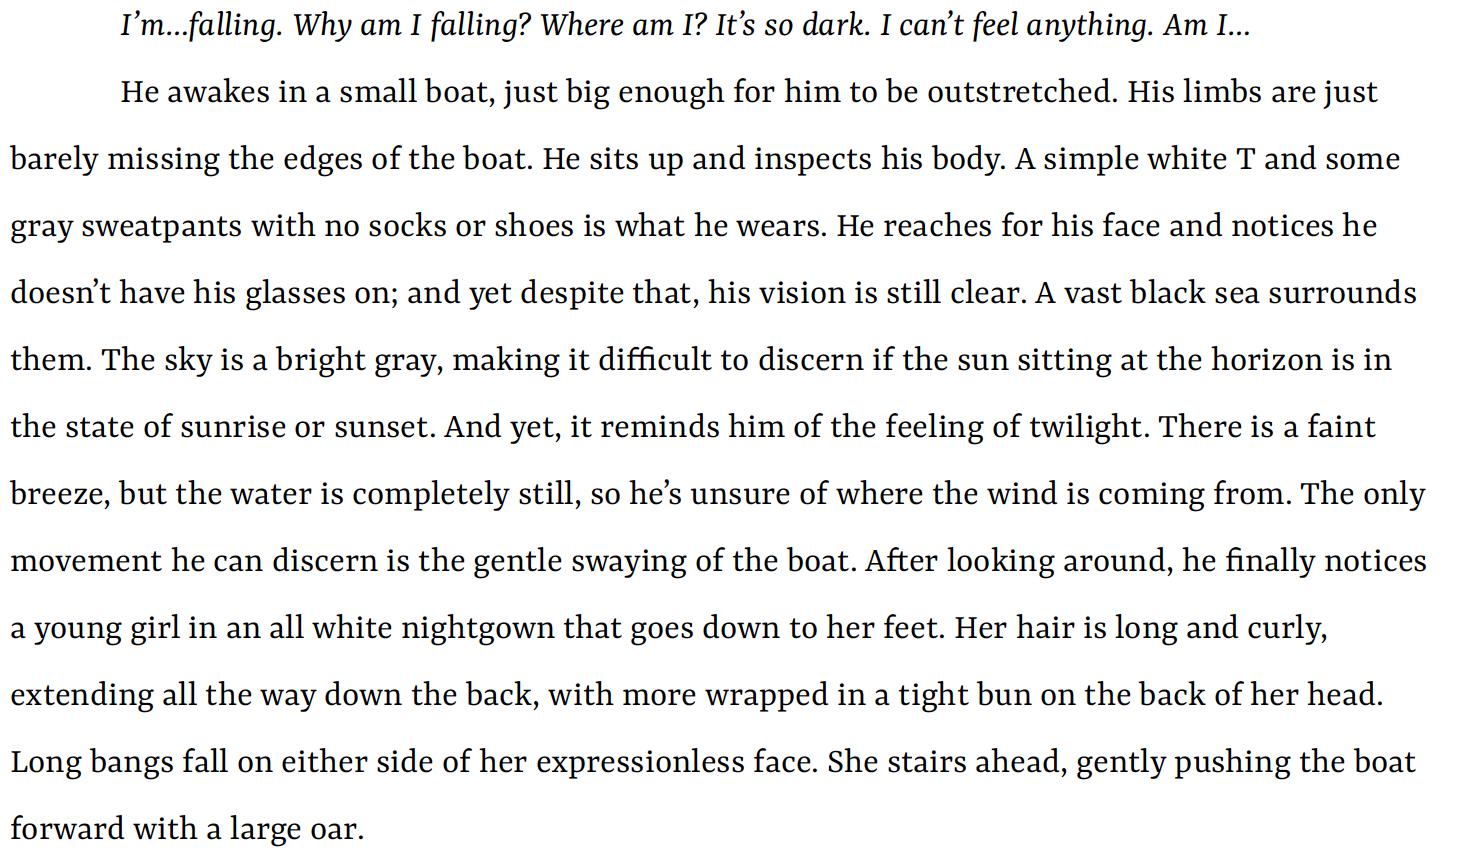 I’m...falling. Why am I falling? Where am I? It’s so dark. I can’t feel anything. Am I...
He awakes in a small boat, just big enough for him to be outstretched. His limbs are just
barely missing the edges of the boat. He sits up and inspects his body. A simple white T and some
gray sweatpants with no socks or shoes is what he wears. He reaches for his face and notices he
doesn’t have his glasses on; and yet despite that, his vision is still clear. A vast black sea surrounds
them. The sky is a bright gray, making it difficult to discern if the sun sitting at the horizon is in
the state of sunrise or sunset. And yet, it reminds him of the feeling of twilight. There is a faint
breeze, but the water is completely still, so he’s unsure of where the wind is coming from. The only
movement he can discern is the gentle swaying of the boat. After looking around, he finally notices
a young girl in an all white nightgown that goes down to her feet. Her hair is long and curly,
extending all the way down the back, with more wrapped in a tight bun on the back of her head.
Long bangs fall on either side of her expressionless face. She stairs ahead, gently pushing the boat
forward with a large oar.